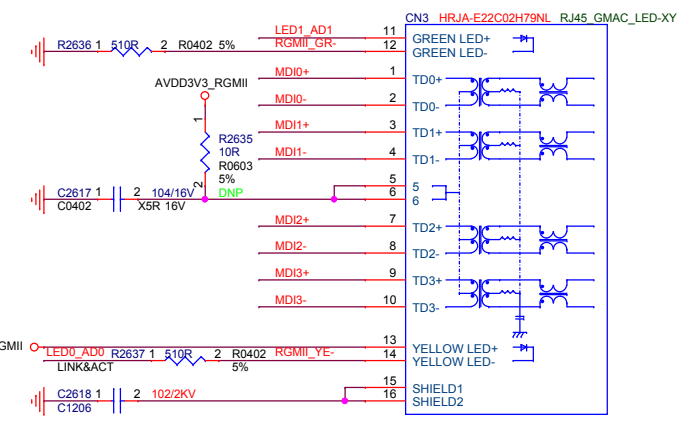 CN3 HRJA-E22C02H79NL RJ45_GMAC_LED-XY
LED1_AD1 11 GREEN LED+
R2636 1 510R 2 R0402 5% RGMII_GR- 12 GREEN LED-
MDI0+ 1 TD0+
AVDD3V3_RGMII
MDI0- 2 TD0-
1
MDI1+ 3 TD1+
R2635
10R
MDI1- 4 TD1-
R0603
5%
2
DNP
5 5
C2617 1 2 104/16V 6 6
C0402 X5R 16V
MDI2+ 7 TD2+
MDI2- 8 TD2-
MDI3+ 9 TD3+
MDI3- 10 TD3-
GMII 13 YELLOW LED+
LED0_AD0 R2637 1 510R 2 R0402 RGMII_YE- 14 YELLOW LED-
LINK&ACT 5%
15 SHIELD1
C2618 1 2 102/2KV 16 SHIELD2
C1206